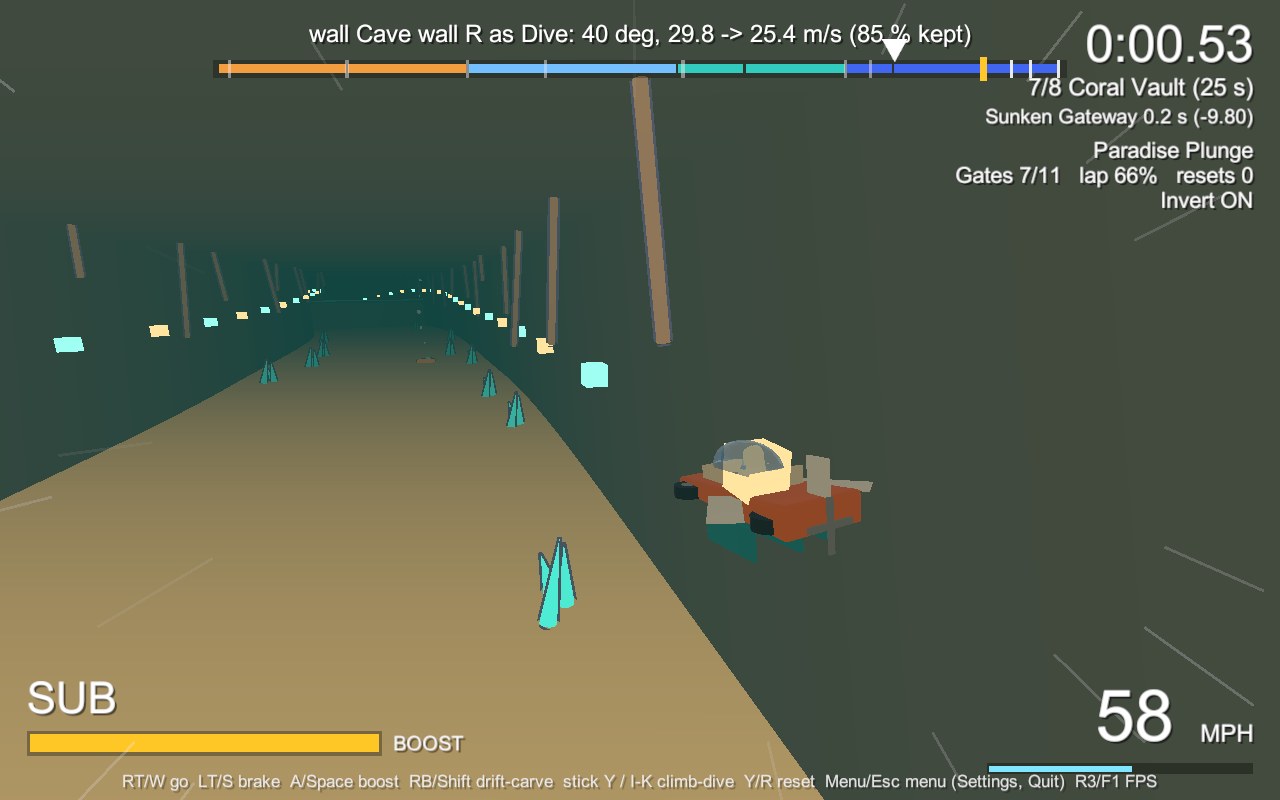 wall Cave wall R as Dive: 40 deg, 29.8 -> 25.4 m/s (85 % kept)
0:00.53
7/8 Coral Vault (25 s)
Sunken Gateway 0.2 s (-9.80)
Paradise Plunge
Gates 7/11 lap 66% resets 0
Invert ON
SUB
BOOST
58 MPH
RT/W go LT/S brake A/Space boost RB/Shift drift-carve stick Y / I-K climb-dive Y/R reset Menu/Esc menu (Settings, Quit) R3/F1 FPS